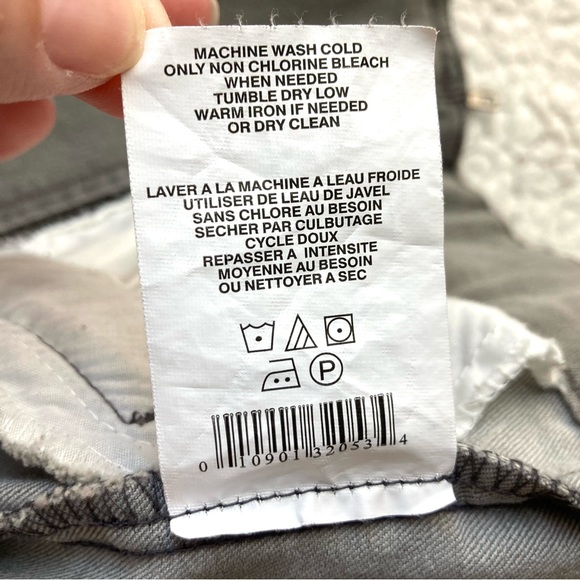 MACHINE WASH COLD
ONLY NON CHLORINE BLEACH
WHEN NEEDED
TUMBLE DRY LOW
WARM IRON IF NEEDED
OR DRY CLEAN
LAVER A LA MACHINE A LEAU FROIDE
UTILISER DE LEAU DE JAVEL
SANS CHLORE AU BESOIN
SECHER PAR CULBUTAGE
CYCLE DOUX
REPASSER A INTENSITE
MOYENNE AU BESOIN
OU NETTOYER A SEC
P
0 10901 32053 4